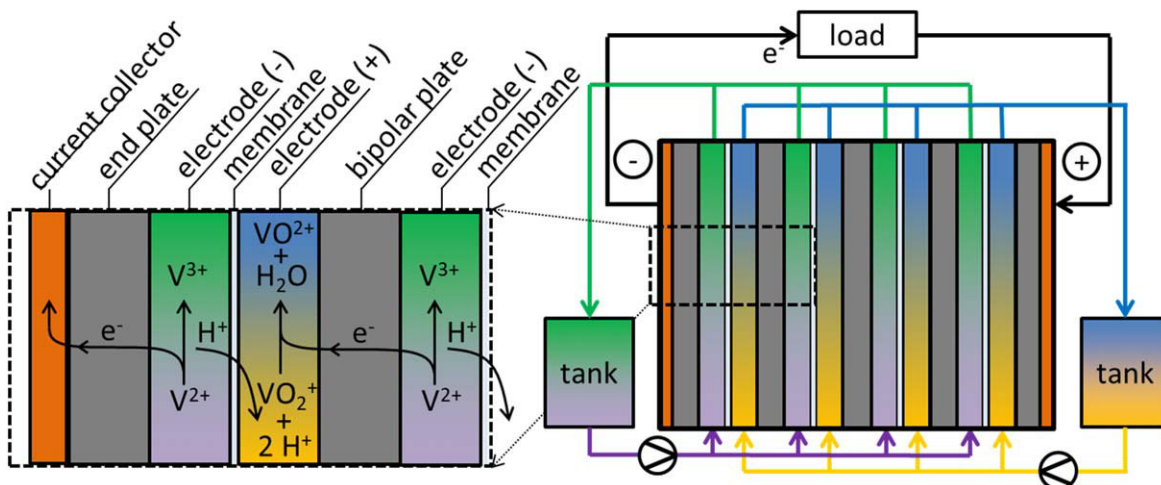 current collector
end plate
electrode (-)
membrane
electrode (+)
bipolar plate
electrode (-)
membrane
VO²⁺
+
H₂O
V³⁺
V³⁺
e⁻
H⁺
e⁻
H⁺
V²⁺
VO₂⁺
+
2 H⁺
V²⁺
load
e⁻
-
+
tank
tank